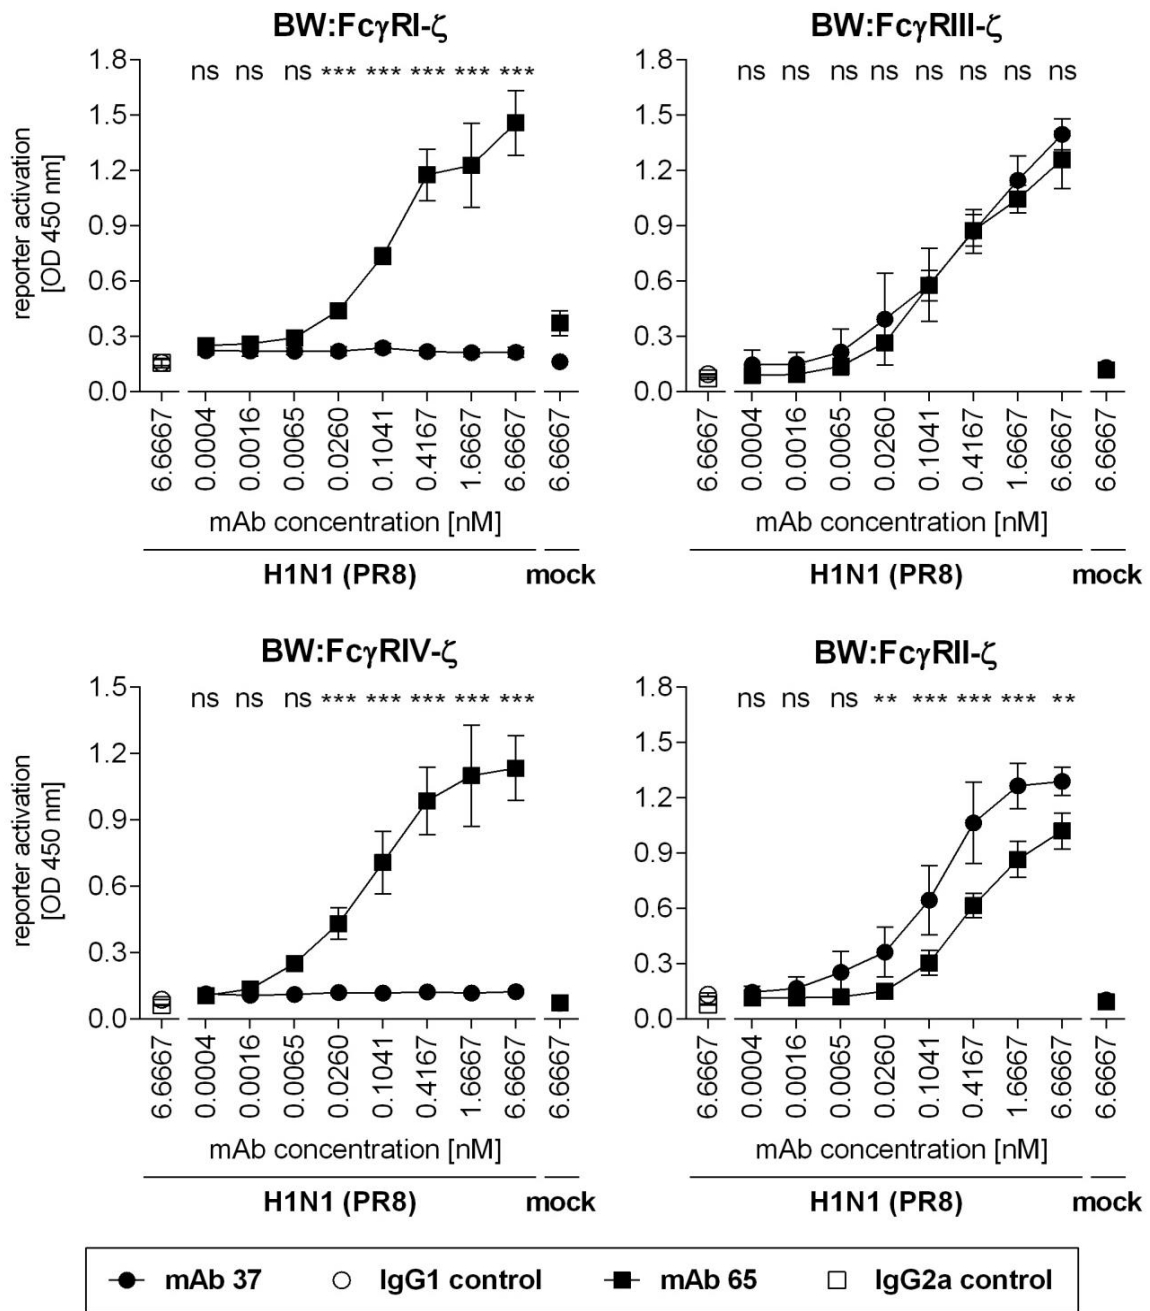 BW:FcγRI-ζ
reporter activation
[OD 450 nm]
1.8
1.5
1.2
0.9
0.6
0.3
0.0
ns ns ns *** *** *** *** ***
6.6667 0.0004 0.0016 0.0065 0.0260 0.1041 0.4167 1.6667 6.6667 6.6667
mAb concentration [nM]
H1N1 (PR8) mock
BW:FcγRIII-ζ
1.8
1.5
1.2
0.9
0.6
0.3
0.0
ns ns ns ns ns ns ns ns
6.6667 0.0004 0.0016 0.0065 0.0260 0.1041 0.4167 1.6667 6.6667 6.6667
mAb concentration [nM]
H1N1 (PR8) mock
BW:FcγRIV-ζ
reporter activation
[OD 450 nm]
1.5
1.2
0.9
0.6
0.3
0.0
ns ns ns *** *** *** *** ***
6.6667 0.0004 0.0016 0.0065 0.0260 0.1041 0.4167 1.6667 6.6667 6.6667
mAb concentration [nM]
H1N1 (PR8) mock
BW:FcγRII-ζ
1.8
1.5
1.2
0.9
0.6
0.3
0.0
ns ns ns ** *** *** *** **
6.6667 0.0004 0.0016 0.0065 0.0260 0.1041 0.4167 1.6667 6.6667 6.6667
mAb concentration [nM]
H1N1 (PR8) mock
mAb 37 IgG1 control mAb 65 IgG2a control